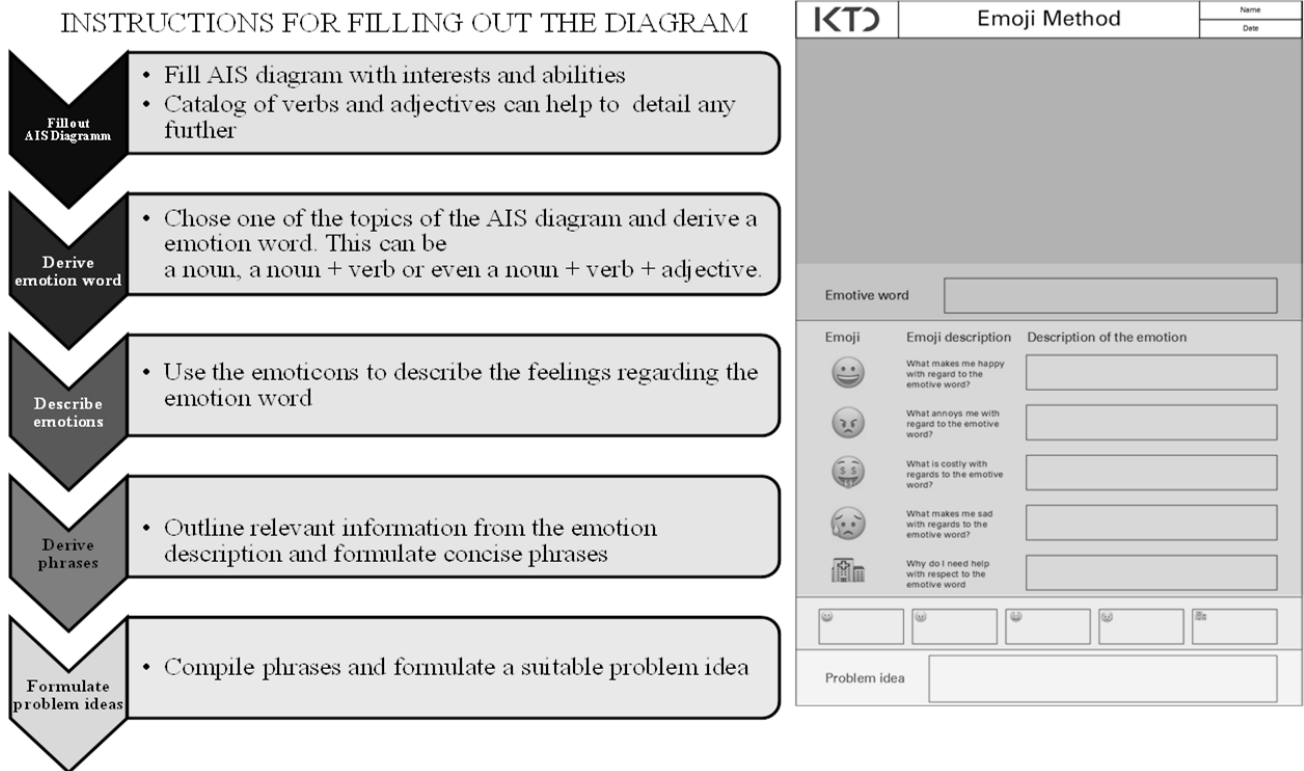 INSTRUCTIONS FOR FILLING OUT THE DIAGRAM
Fill out
AIS Diagramm
• Fill AIS diagram with interests and abilities
• Catalog of verbs and adjectives can help to detail any
further
Derive
emotion word
• Chose one of the topics of the AIS diagram and derive a
emotion word. This can be
a noun, a noun + verb or even a noun + verb + adjective.
Describe
emotions
• Use the emoticons to describe the feelings regarding the
emotion word
Derive
phrases
• Outline relevant information from the emotion
description and formulate concise phrases
Formulate
problem ideas
• Compile phrases and formulate a suitable problem idea
KTD
Emoji Method
Name
Date
Emotive word
Emoji
Emoji description
Description of the emotion
What makes me happy
with regard to the
emotive word?
What annoys me with
regard to the emotive
word?
What is costly with
regards to the emotive
word?
What makes me sad
with regards to the
emotive word?
Why do I need help
with respect to the
emotive word
Problem idea